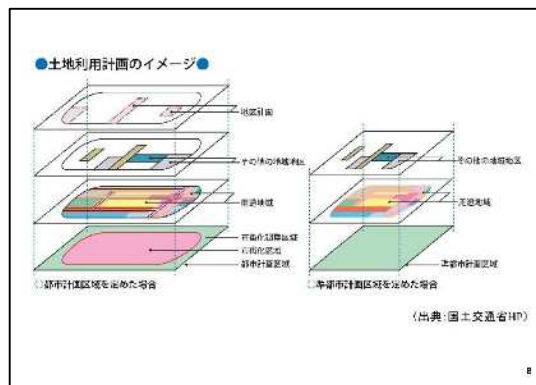 ●土地利用計画のイメージ●
地区計画
その他の地域地区
用途地域
市街化調整区域
市街化区域
都市計画区域
○都市計画区域を定めた場合
その他の地域地区
用途地域
準都市計画区域
○準都市計画区域を定めた場合
(出典:国土交通省HP)
8